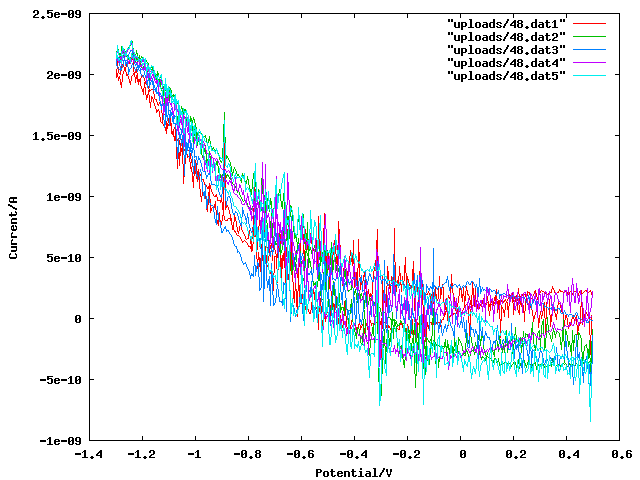 2.5e-09
2e-09
1.5e-09
1e-09
5e-10
0
-5e-10
-1e-09
Current/A
"uploads/48.dat1"
"uploads/48.dat2"
"uploads/48.dat3"
"uploads/48.dat4"
"uploads/48.dat5"
-1.4 -1.2 -1 -0.8 -0.6 -0.4 -0.2 0 0.2 0.4 0.6
Potential/V